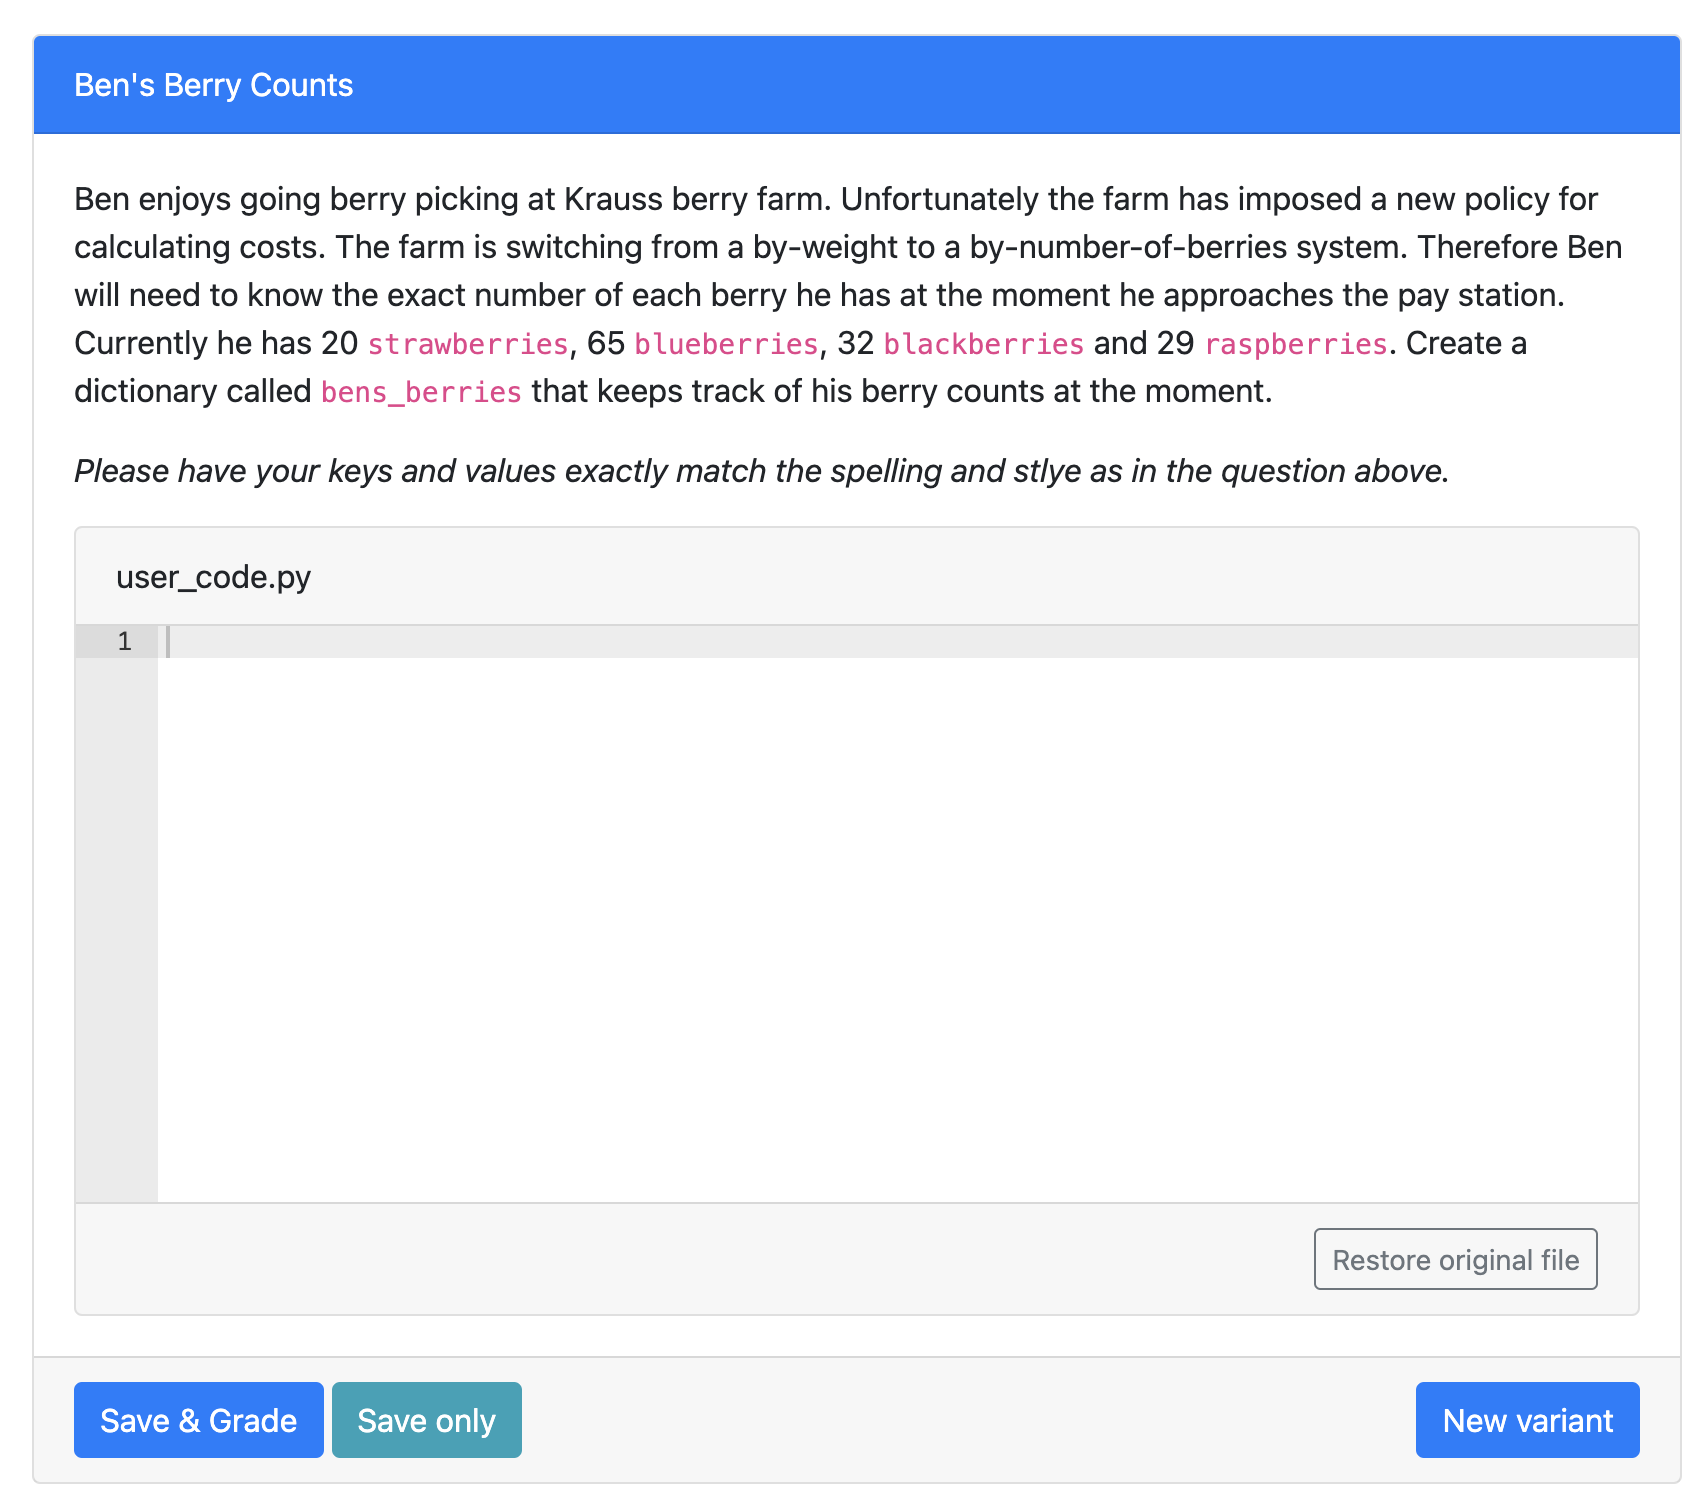 Ben's Berry Counts
Ben enjoys going berry picking at Krauss berry farm. Unfortunately the farm has imposed a new policy for
calculating costs. The farm is switching from a by-weight to a by-number-of-berries system. Therefore Ben
will need to know the exact number of each berry he has at the moment he approaches the pay station.
Currently he has 20 strawberries, 65 blueberries, 32 blackberries and 29 raspberries. Create a
dictionary called bens_berries that keeps track of his berry counts at the moment.
Please have your keys and values exactly match the spelling and stlye as in the question above.
user_code.py
1
Restore original file
Save & Grade
Save only
New variant